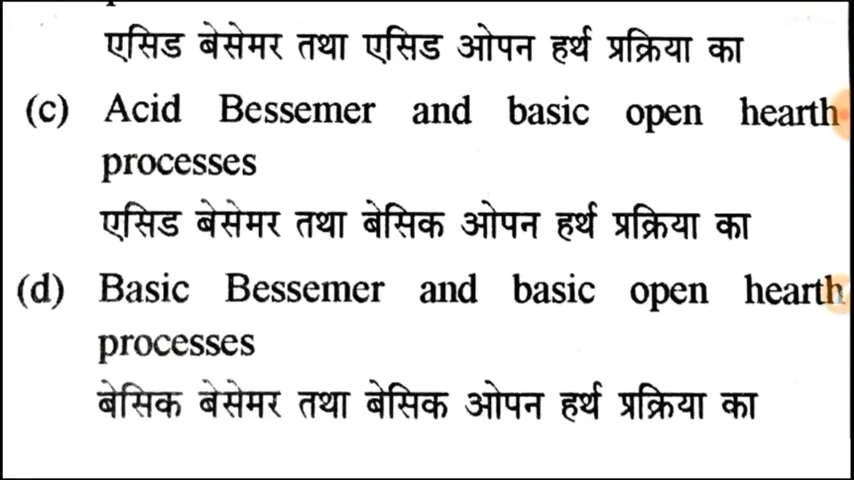 एसिड बेसेमर तथा एसिड ओपन हर्थ प्रक्रिया का
(c) Acid Bessemer and basic open hearth
processes
एसिड बेसेमर तथा बेसिक ओपन हर्थ प्रक्रिया का
(d) Basic Bessemer and basic open hearth
processes
बेसिक बेसेमर तथा बेसिक ओपन हर्थ प्रक्रिया का